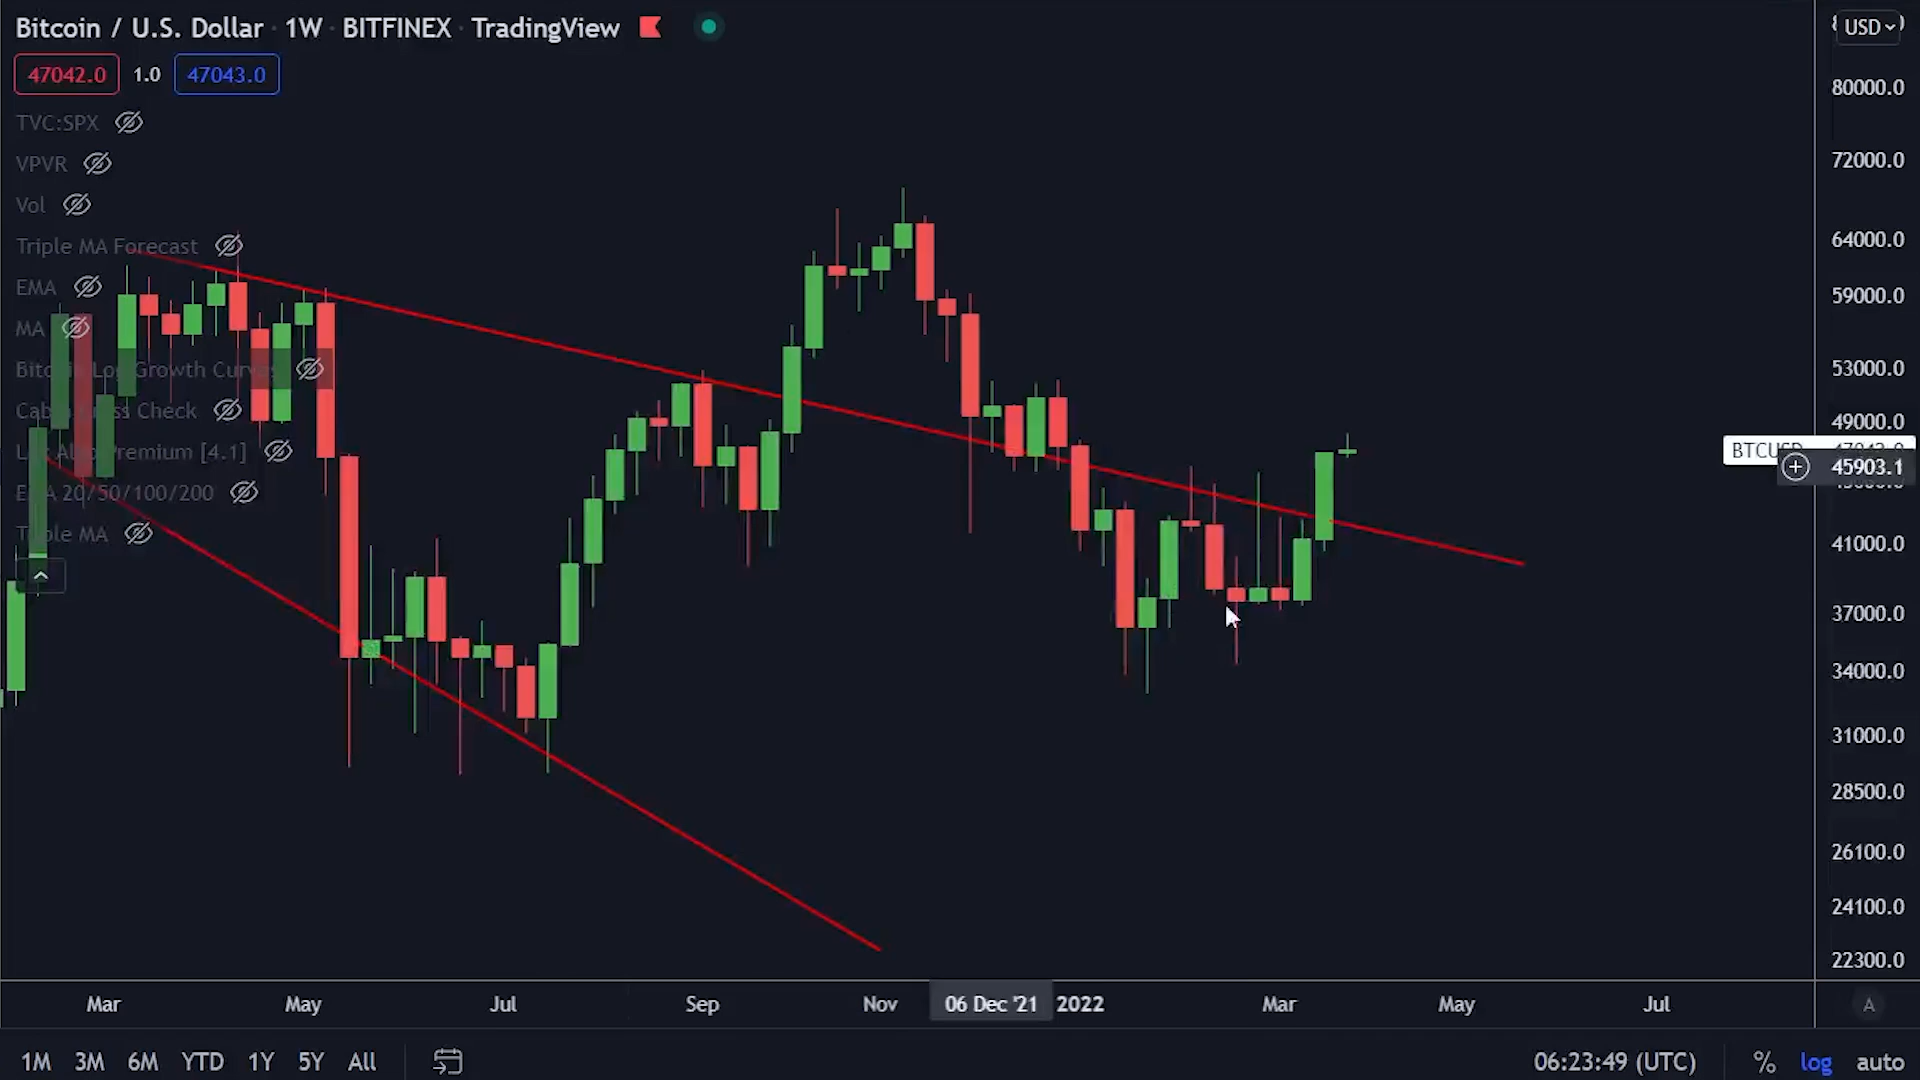 Bitcoin / U.S. Dollar · 1W · BITFINEX · TradingView
USD
47042.0 1.0 47043.0
TVC:SPX
VPVR
Vol
Triple MA Forecast
EMA
MA
Log Growth
Check
Premium [4.1]
20/50/100/200
MA
80000.0
72000.0
64000.0
59000.0
53000.0
49000.0
BTCUSD
45903.1
41000.0
37000.0
34000.0
31000.0
28500.0
26100.0
24100.0
22300.0
Mar May Jul Sep Nov 06 Dec '21 2022 Mar May Jul A
1M 3M 6M YTD 1Y 5Y All 06:23:49 (UTC) % log auto